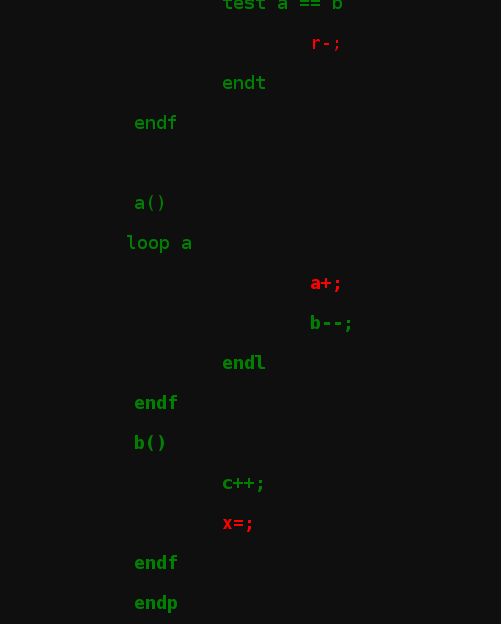 test a == b
r-;
endt
endf
a()
loop a
a+;
b--;
endl
endf
b()
c++;
x=;
endf
endp